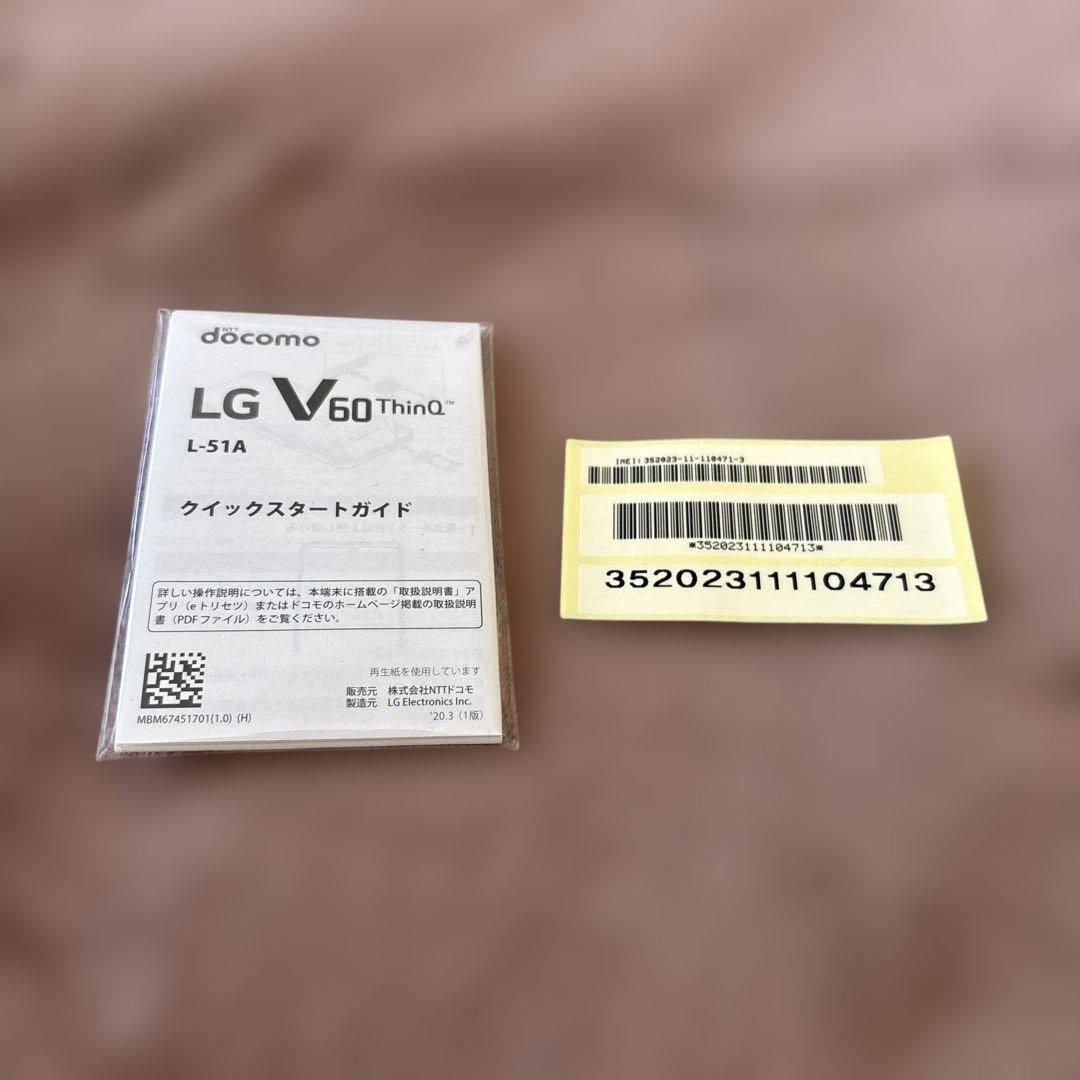 NTT
docomo
LG V60 ThinQ™
L-51A
クイックスタートガイド
詳しい操作説明については、本端末に搭載の「取扱説明書」ア
プリ（eトリセツ）またはドコモのホームページ掲載の取扱説明
書（PDFファイル）をご覧ください。
再生紙を使用しています
販売元 株式会社NTTドコモ
製造元 LG Electronics Inc.
MBM67451701(1.0) (H)
'20.3（1版）
IMEI: 352023-11-110471-3
*352023111104713*
352023111104713